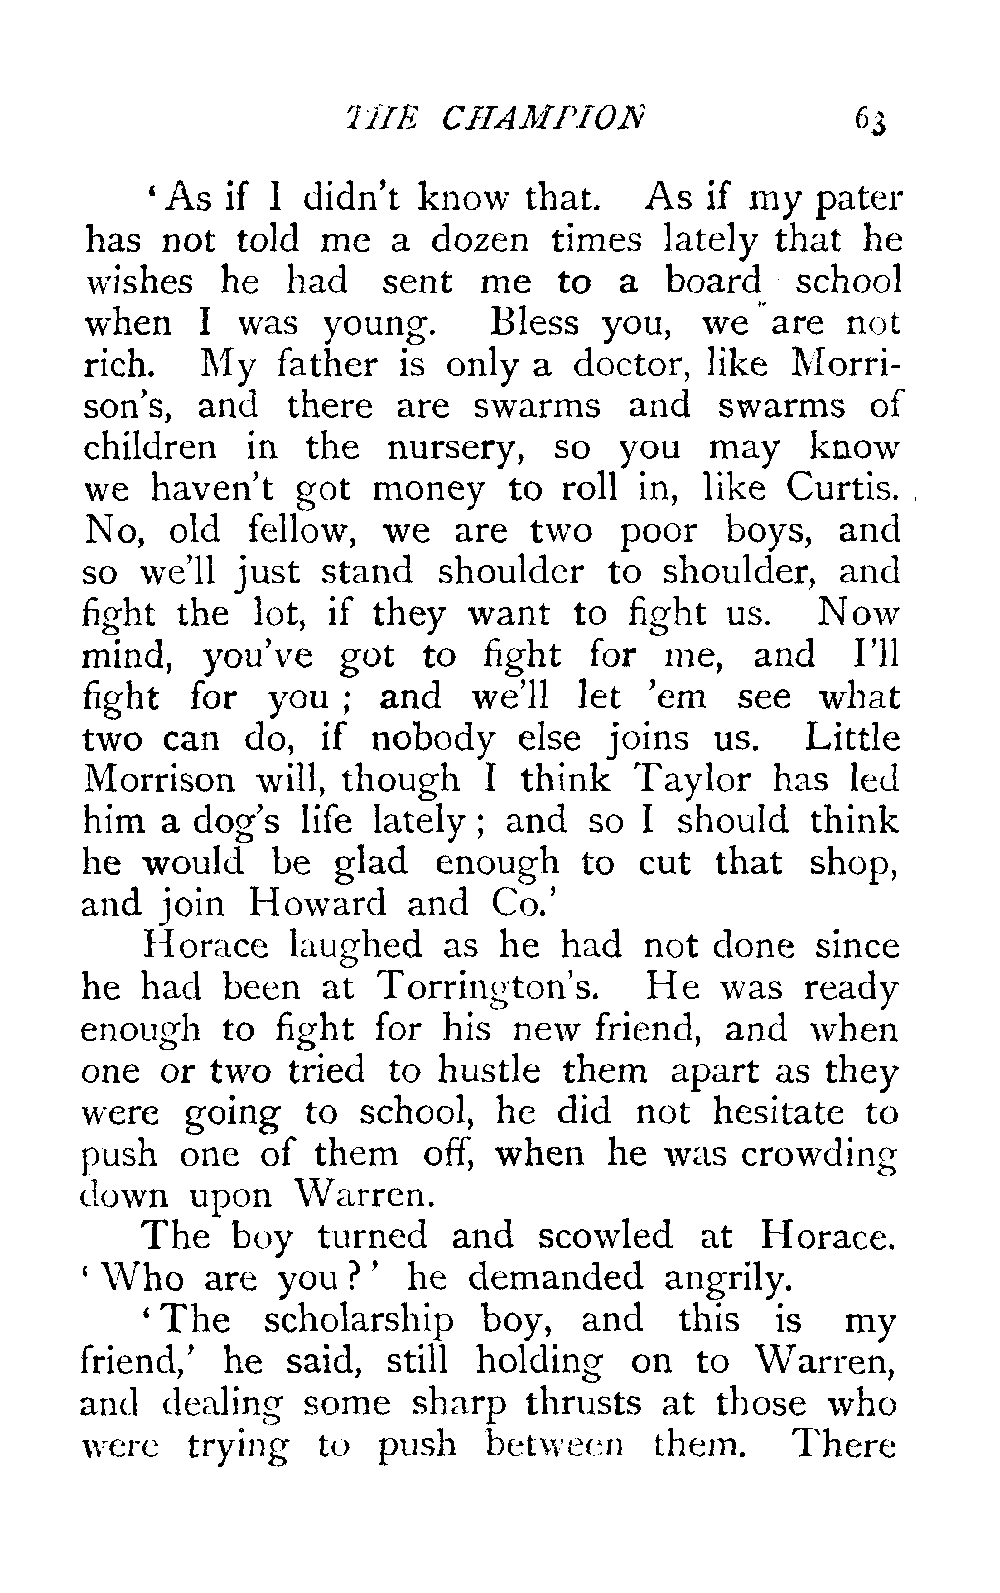 THE CHAMPION 63
‘As if I didn’t know that. As if my pater
has not told me a dozen times lately that he
wishes he had sent me to a board school
when I was young. Bless you, we are not
rich. My father is only a doctor, like Morri-
son’s, and there are swarms and swarms of
children in the nursery, so you may know
we haven’t got money to roll in, like Curtis.
No, old fellow, we are two poor boys, and
so we’ll just stand shoulder to shoulder, and
fight the lot, if they want to fight us. Now
mind, you’ve got to fight for me, and I’ll
fight for you ; and we’ll let ’em see what
two can do, if nobody else joins us. Little
Morrison will, though I think Taylor has led
him a dog’s life lately ; and so I should think
he would be glad enough to cut that shop,
and join Howard and Co.’
Horace laughed as he had not done since
he had been at Torrington’s. He was ready
enough to fight for his new friend, and when
one or two tried to hustle them apart as they
were going to school, he did not hesitate to
push one of them off, when he was crowding
down upon Warren.
The boy turned and scowled at Horace.
‘Who are you?’ he demanded angrily.
‘The scholarship boy, and this is my
friend,’ he said, still holding on to Warren,
and dealing some sharp thrusts at those who
were trying to push between them. There